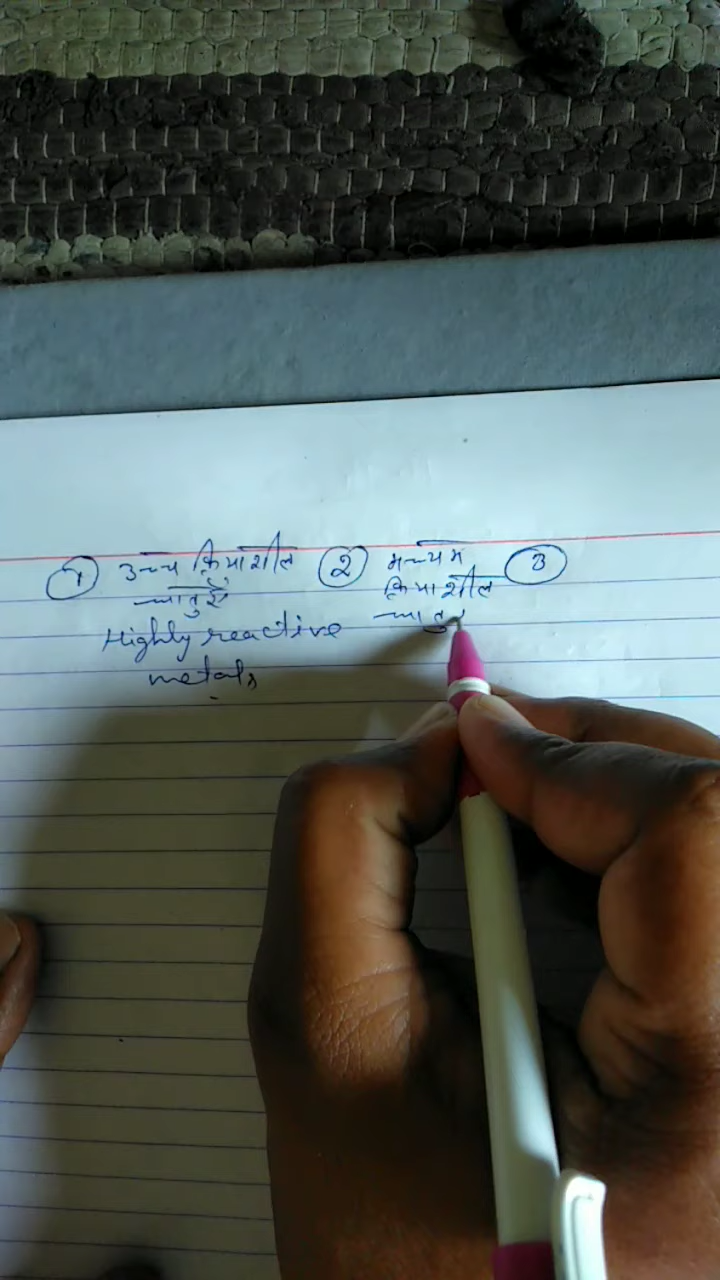 1 उच्च क्रियाशील
धातुएँ
Highly reactive
metals
2 मध्यम
क्रियाशील
धातु
3